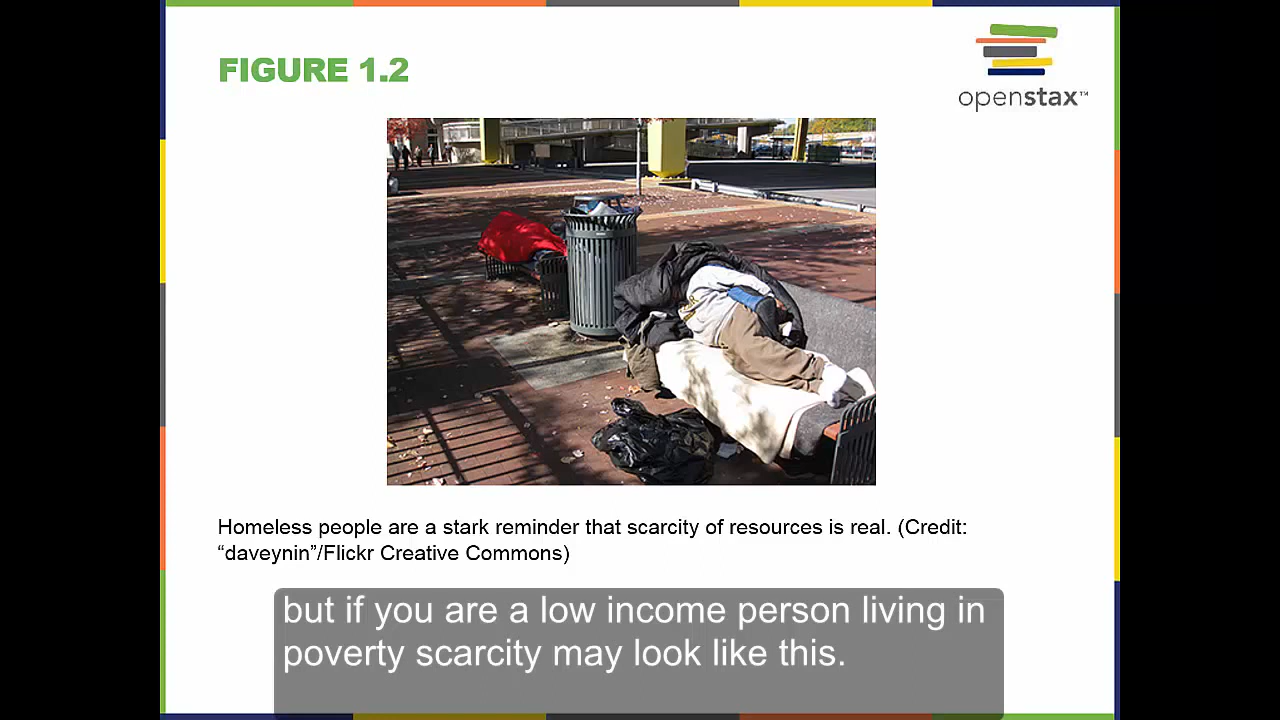 FIGURE 1.2
openstax™
Homeless people are a stark reminder that scarcity of resources is real. (Credit:
“daveynin”/Flickr Creative Commons)
but if you are a low income person living in
poverty scarcity may look like this.